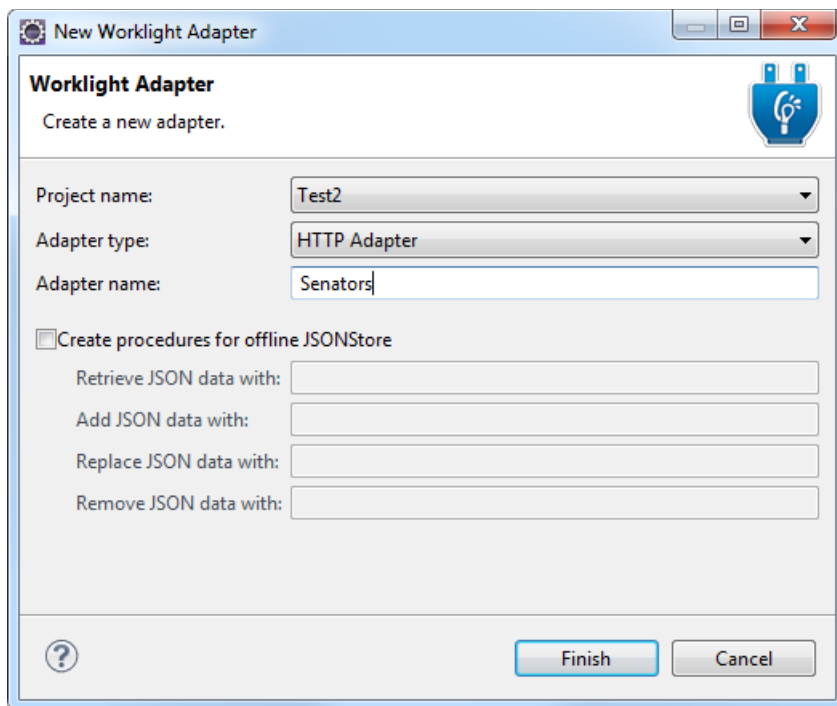 New Worklight Adapter
Worklight Adapter
Create a new adapter.
Project name: Test2
Adapter type: HTTP Adapter
Adapter name: Senators
Create procedures for offline JSONStore
Retrieve JSON data with:
Add JSON data with:
Replace JSON data with:
Remove JSON data with:
? Finish Cancel